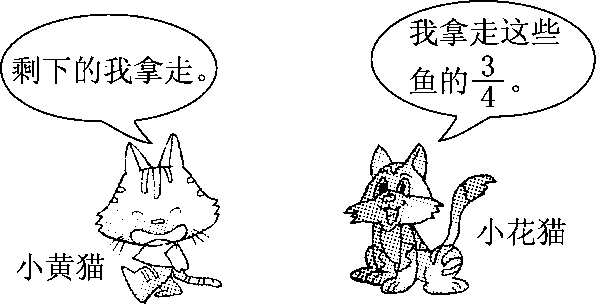 剩下的我拿走。
我拿走这些
鱼的3/4。
小黄猫
小花猫